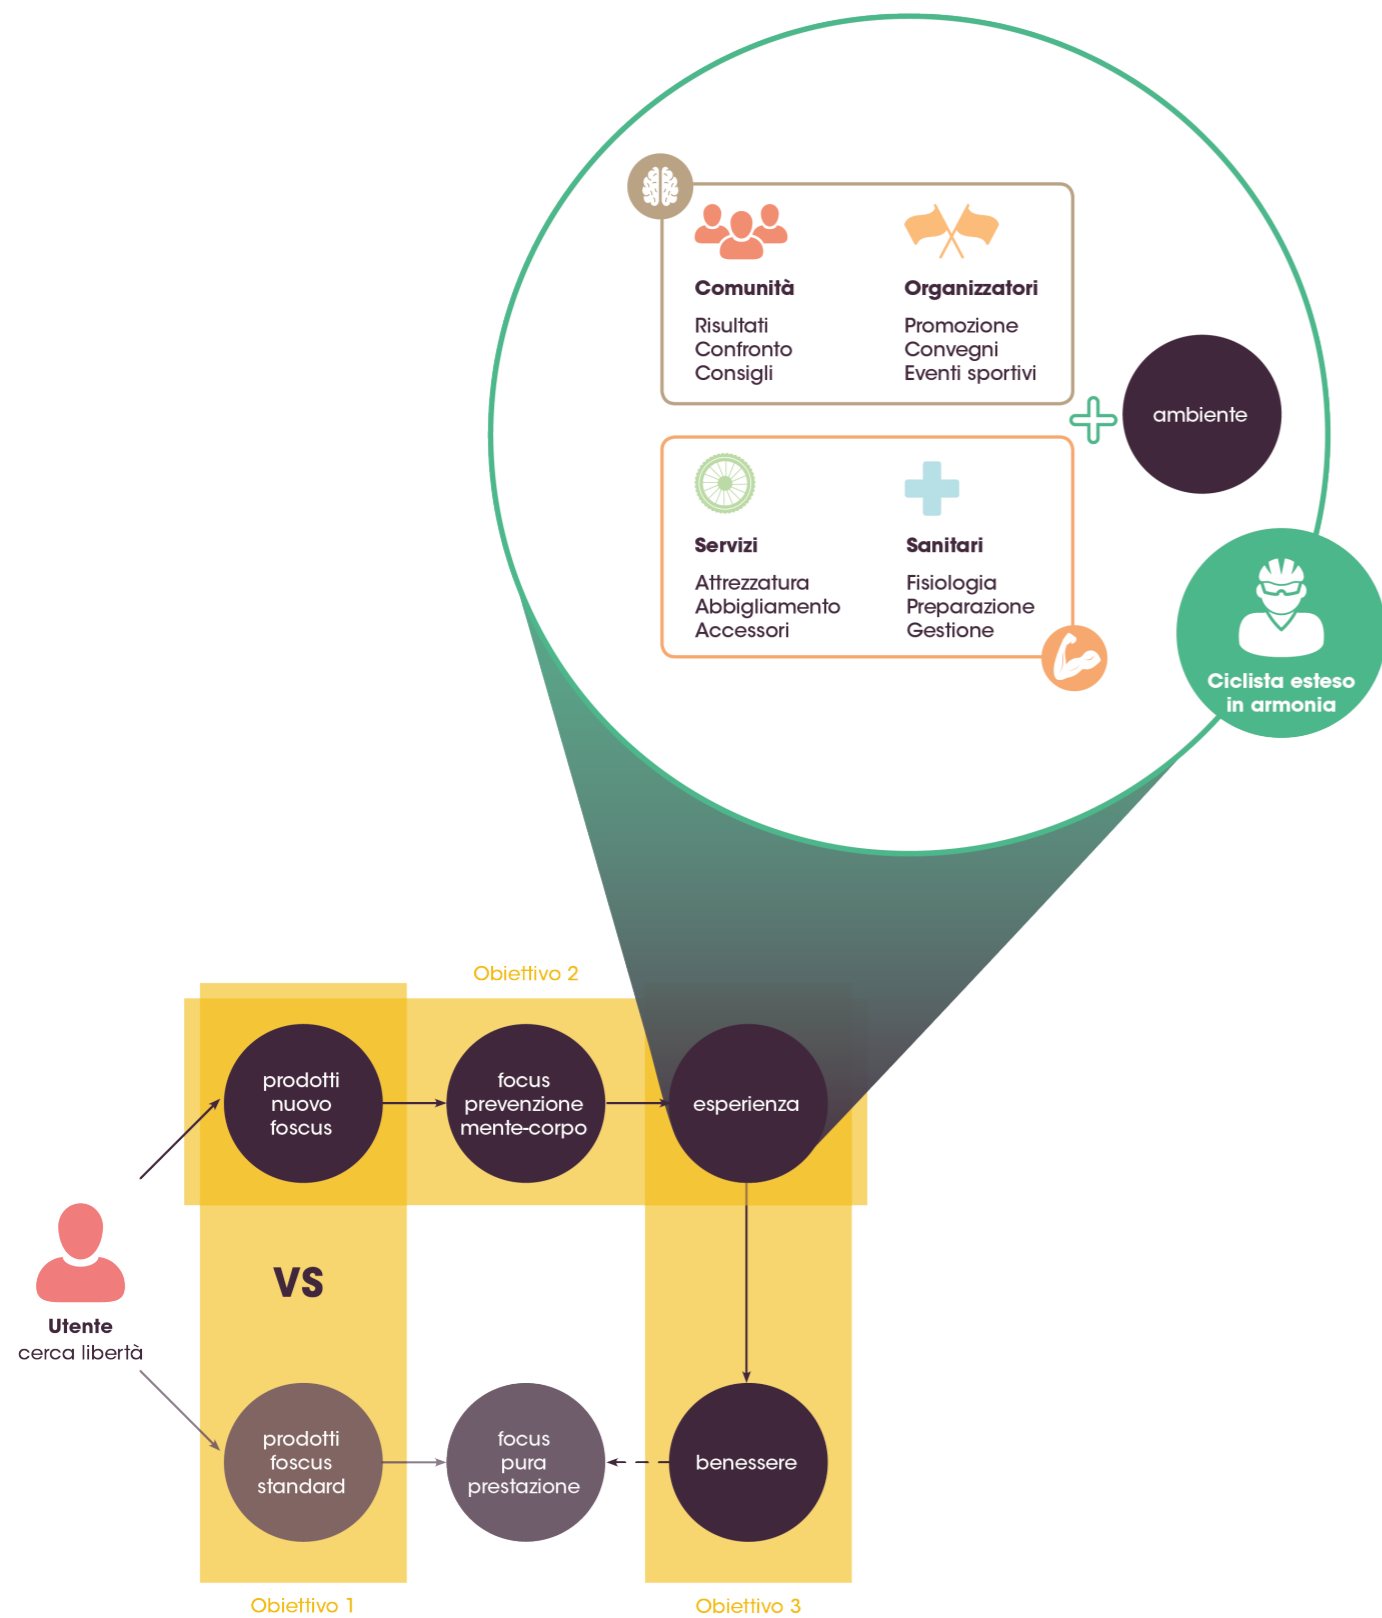 Comunità
Risultati
Confronto
Consigli
Organizzatori
Promozione
Convegni
Eventi sportivi
ambiente
Servizi
Attrezzatura
Abbigliamento
Accessori
Sanitari
Fisiologia
Preparazione
Gestione
Ciclista esteso
in armonia
Obiettivo 2
prodotti
nuovo
foscus
focus
prevenzione
mente-corpo
esperienza
VS
Utente
cerca libertà
prodotti
foscus
standard
focus
pura
prestazione
benessere
Obiettivo 1
Obiettivo 3